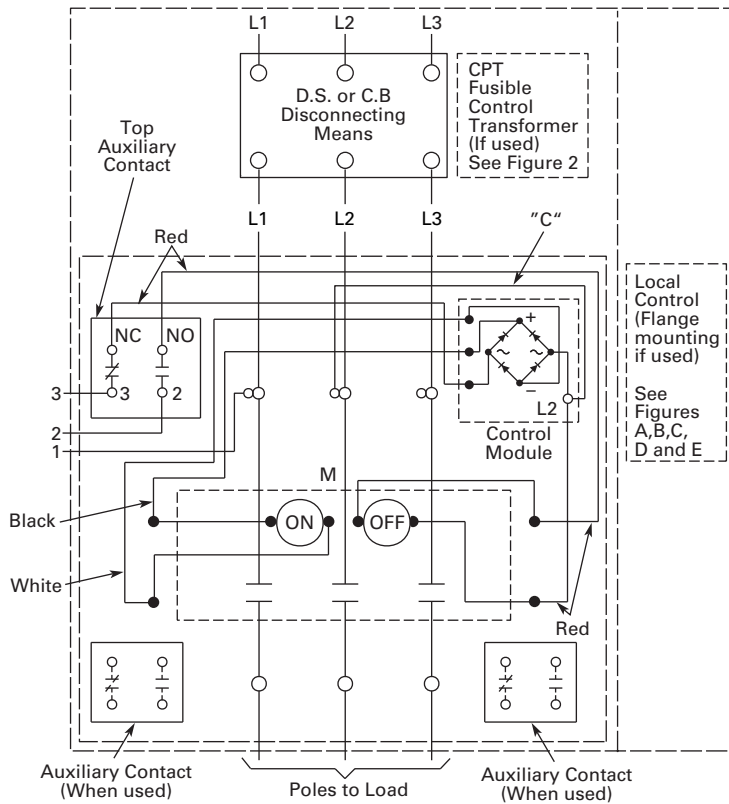 L1 L2 L3
D.S. or C.B
Disconnecting
Means
CPT
Fusible
Control
Transformer
(If used)
See Figure 2
Top
Auxiliary
Contact
L1 L2 L3
"C"
Red
NC NO
+
−
L2
Control
Module
3 3 2
2
1
Local
Control
(Flange
mounting
if used)
See
Figures
A,B,C,
D and E
M
Black
ON OFF
White
Red
Auxiliary Contact
(When used)
Poles to Load
Auxiliary Contact
(When used)